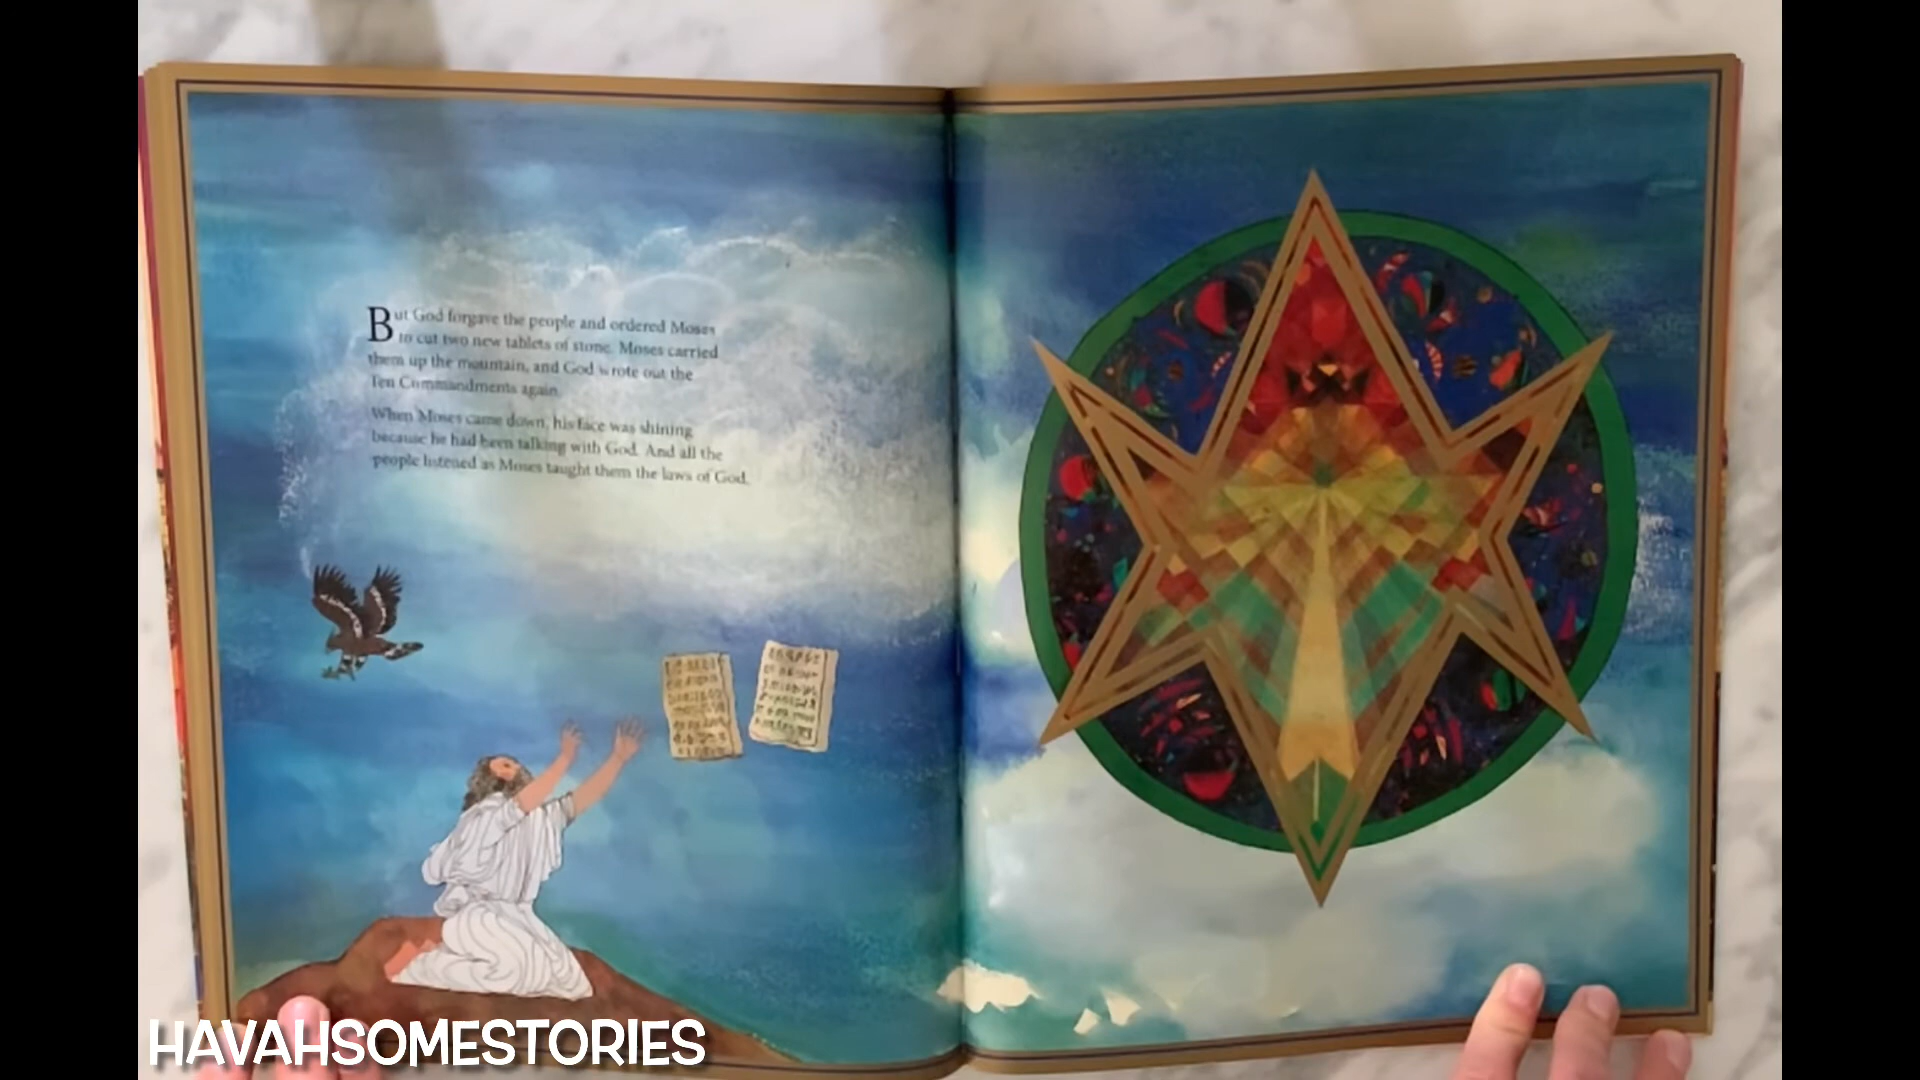 But God forgave the people and ordered Moses
to cut two new tablets of stone. Moses carried
them up the mountain, and God wrote out the
Ten Commandments again.
When Moses came down, his face was shining
because he had been talking with God. And all the
people listened as Moses taught them the laws of God.
HAVAHSOMESTORIES